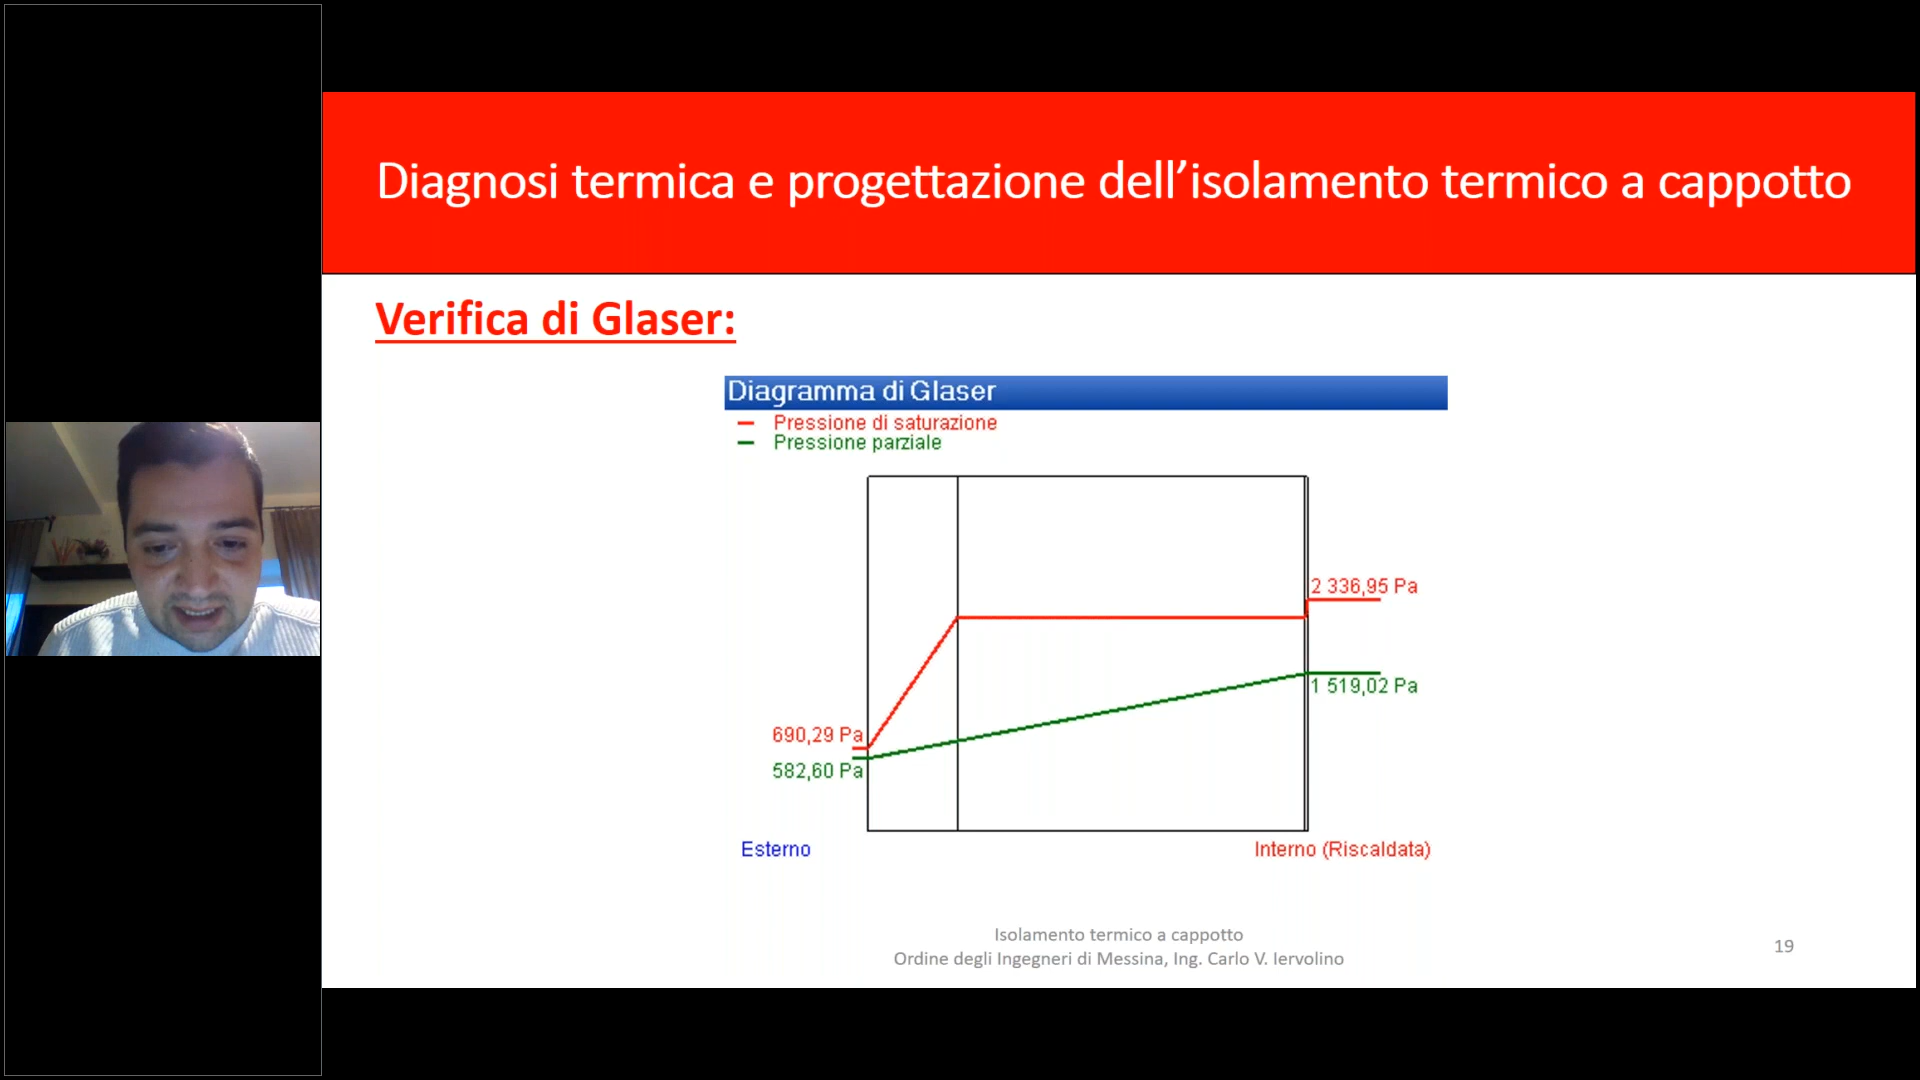 Diagnosi termica e progettazione dell’isolamento termico a cappotto
Verifica di Glaser:
Diagramma di Glaser
Pressione di saturazione
Pressione parziale
2 336,95 Pa
1 519,02 Pa
690,29 Pa
582,60 Pa
Esterno
Interno (Riscaldata)
Isolamento termico a cappotto
Ordine degli Ingegneri di Messina, Ing. Carlo V. Iervolino
19